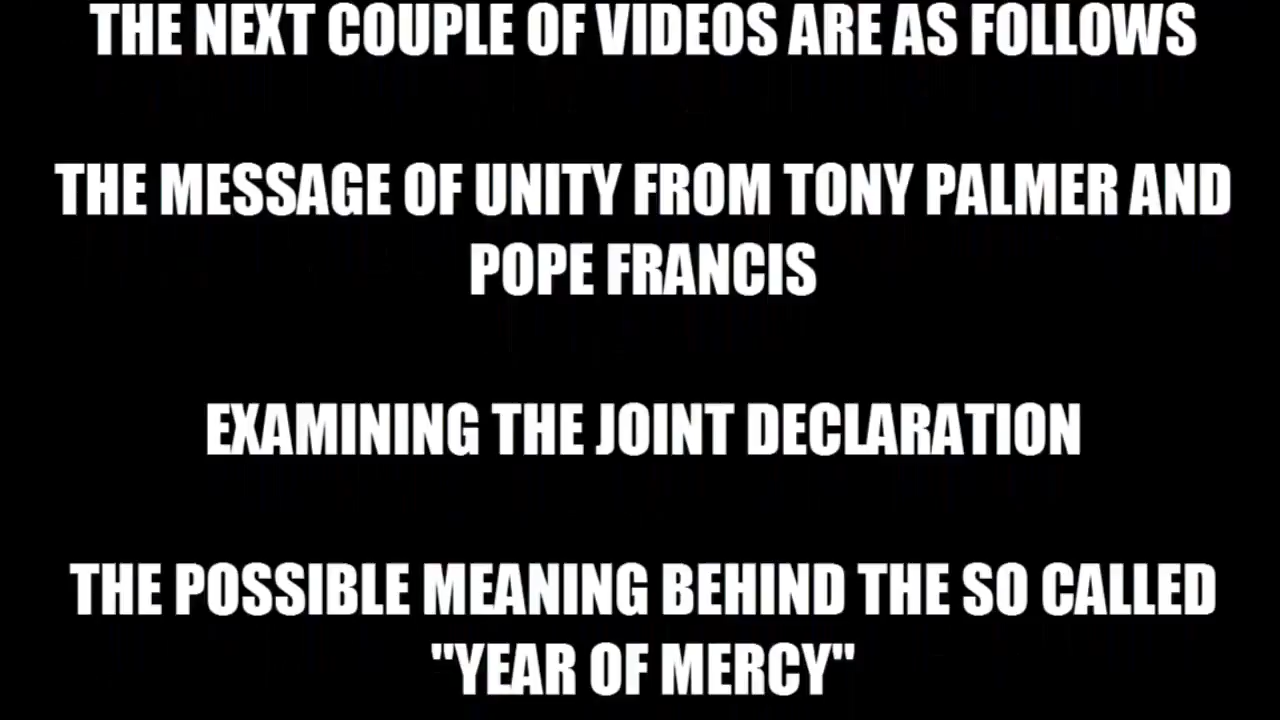 THE NEXT COUPLE OF VIDEOS ARE AS FOLLOWS
THE MESSAGE OF UNITY FROM TONY PALMER AND
POPE FRANCIS
EXAMINING THE JOINT DECLARATION
THE POSSIBLE MEANING BEHIND THE SO CALLED
"YEAR OF MERCY"